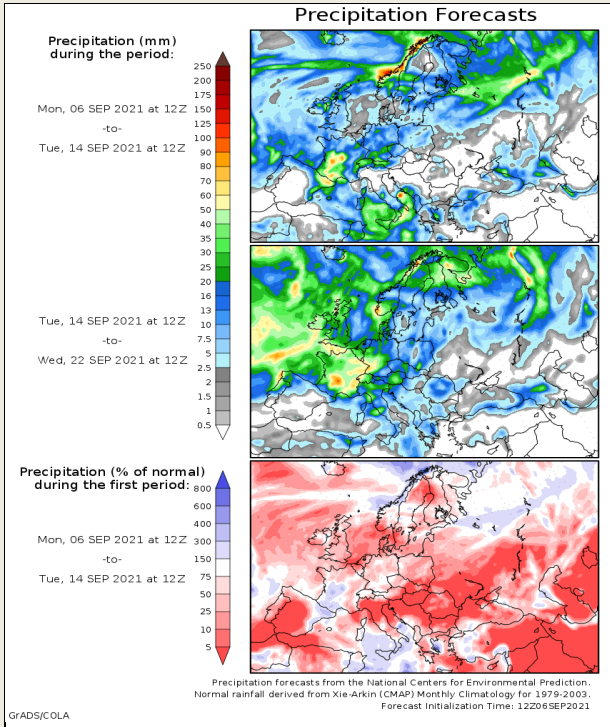 Precipitation Forecasts
Precipitation (mm)
during the period:
Mon, 06 SEP 2021 at 12Z
-to-
Tue, 14 SEP 2021 at 12Z
250
200
175
150
125
100
90
80
70
60
50
40
35
30
25
20
16
13
10
7.5
5
2.5
2
1.5
1
0.5
Tue, 14 SEP 2021 at 12Z
-to-
Wed, 22 SEP 2021 at 12Z
Precipitation (% of normal)
during the first period:
800
600
400
300
150
75
50
25
10
5
Mon, 06 SEP 2021 at 12Z
-to-
Tue, 14 SEP 2021 at 12Z
Precipitation forecasts from the National Centers for Environmental Prediction.
Normal rainfall derived from Xie-Arkin (CMAP) Monthly Climatology for 1979-2003.
Forecast Initialization Time: 12Z06SEP2021
GrADS/COLA